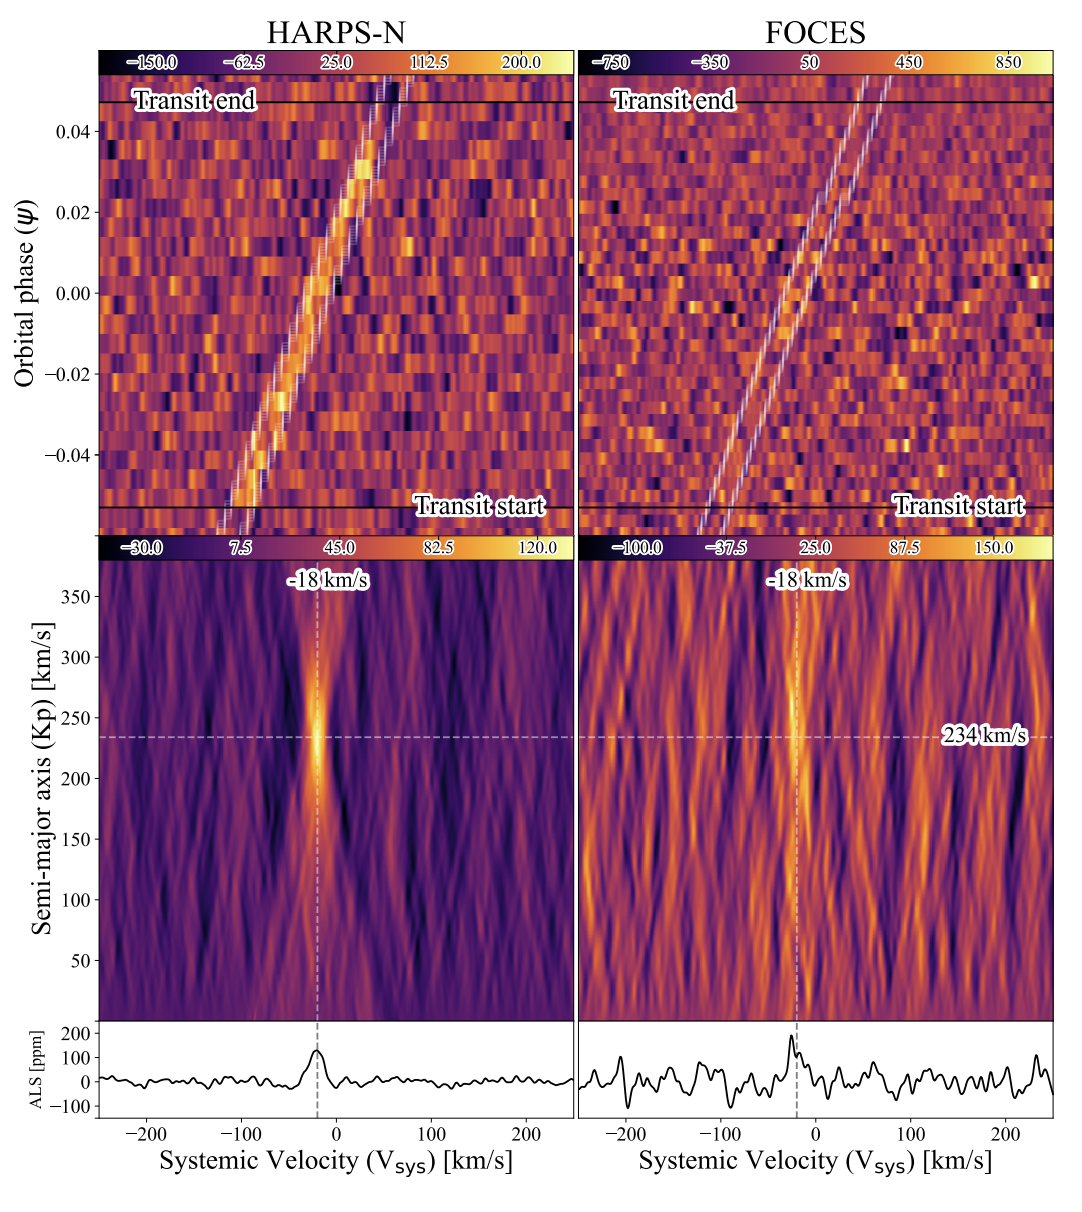 HARPS-N
FOCES
−150.0 −62.5 25.0 112.5 200.0
−750 −350 50 450 850
Transit end
Transit end
0.04
0.02
0.00
−0.02
−0.04
Orbital phase (ψ)
Transit start
Transit start
−30.0 7.5 45.0 82.5 120.0
−100.0 −37.5 25.0 87.5 150.0
-18 km/s
-18 km/s
350
300
250
234 km/s
200
150
100
50
Semi-major axis (Kp) [km/s]
200
100
0
−100
ALS [ppm]
−200 −100 0 100 200
−200 −100 0 100 200
Systemic Velocity (Vsys) [km/s]
Systemic Velocity (Vsys) [km/s]